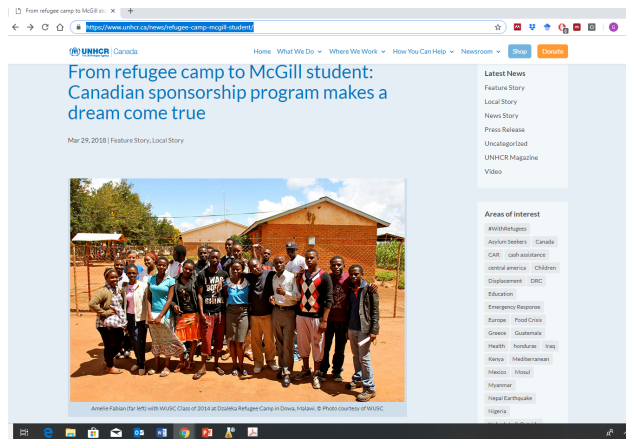 From refugee camp to McGill stu
https://www.unhcr.ca/news/refugee-camp-mcgill-student/
UNHCR Canada
Home What We Do Where We Work How You Can Help Newsroom Shop Donate
From refugee camp to McGill student:
Canadian sponsorship program makes a
dream come true
Mar 29, 2018 | Feature Story, Local Story
Amelie Fabian (far left) with WUSC Class of 2014 at Dzaleka Refugee Camp in Dowa, Malawi. © Photo courtesy of WUSC
Latest News
Feature Story
Local Story
News Story
Press Release
Uncategorized
UNHCR Magazine
Video
Areas of interest
#WithRefugees
Asylum Seekers Canada
CAR cash assistance
central america Children
Displacement DRC
Education
Emergency Response
Europe Food Crisis
Greece Guatemala
Health honduras Iraq
Kenya Mediterranean
Mexico Mosul
Myanmar
Nepal Earthquake
Nigeria